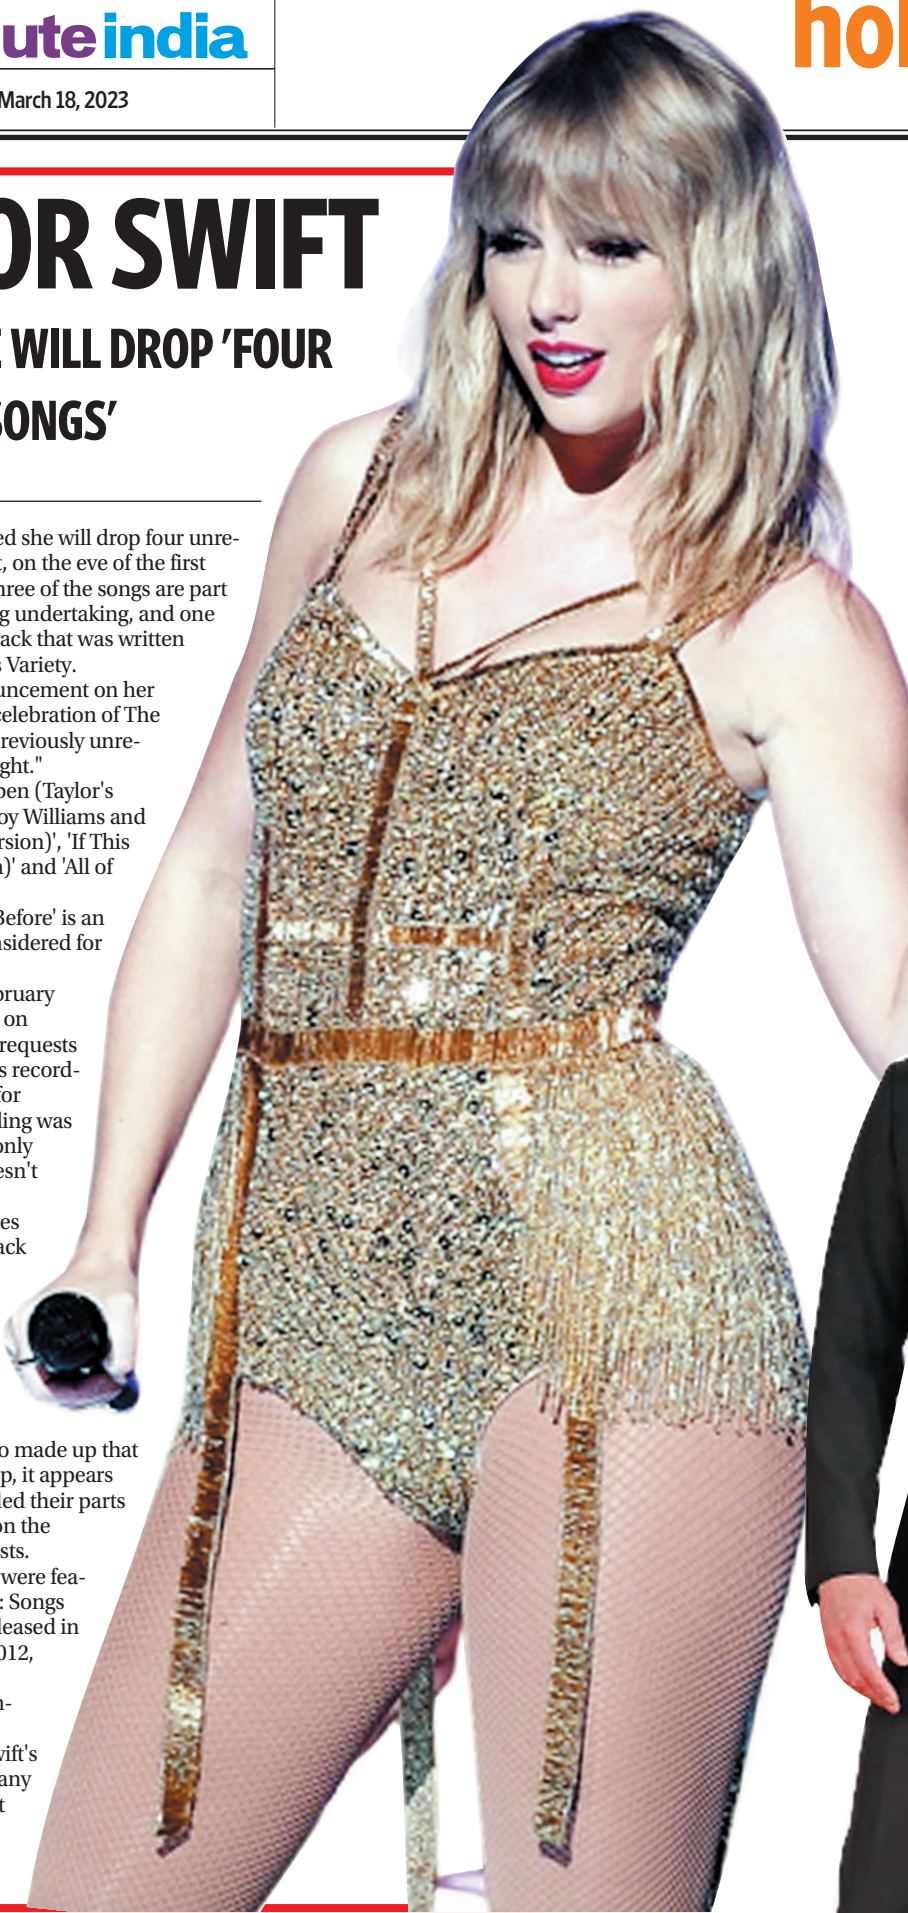 ute india
hol
March 18, 2023
OR SWIFT
WILL DROP 'FOUR
SONGS'
ed she will drop four unre-
t, on the eve of the first
hree of the songs are part
g undertaking, and one
rack that was written
s Variety.
uncement on her
celebration of The
reviously unre-
ght."
pen (Taylor's
oy Williams and
rsion)', 'If This
n)' and 'All of
Before' is an
nsidered for
bruary
on
requests
s record-
for
ling was
only
esn't
es
ack
o made up that
p, it appears
led their parts
on the
sts.
were fea-
: Songs
leased in
012,
n-
wift's
any
t